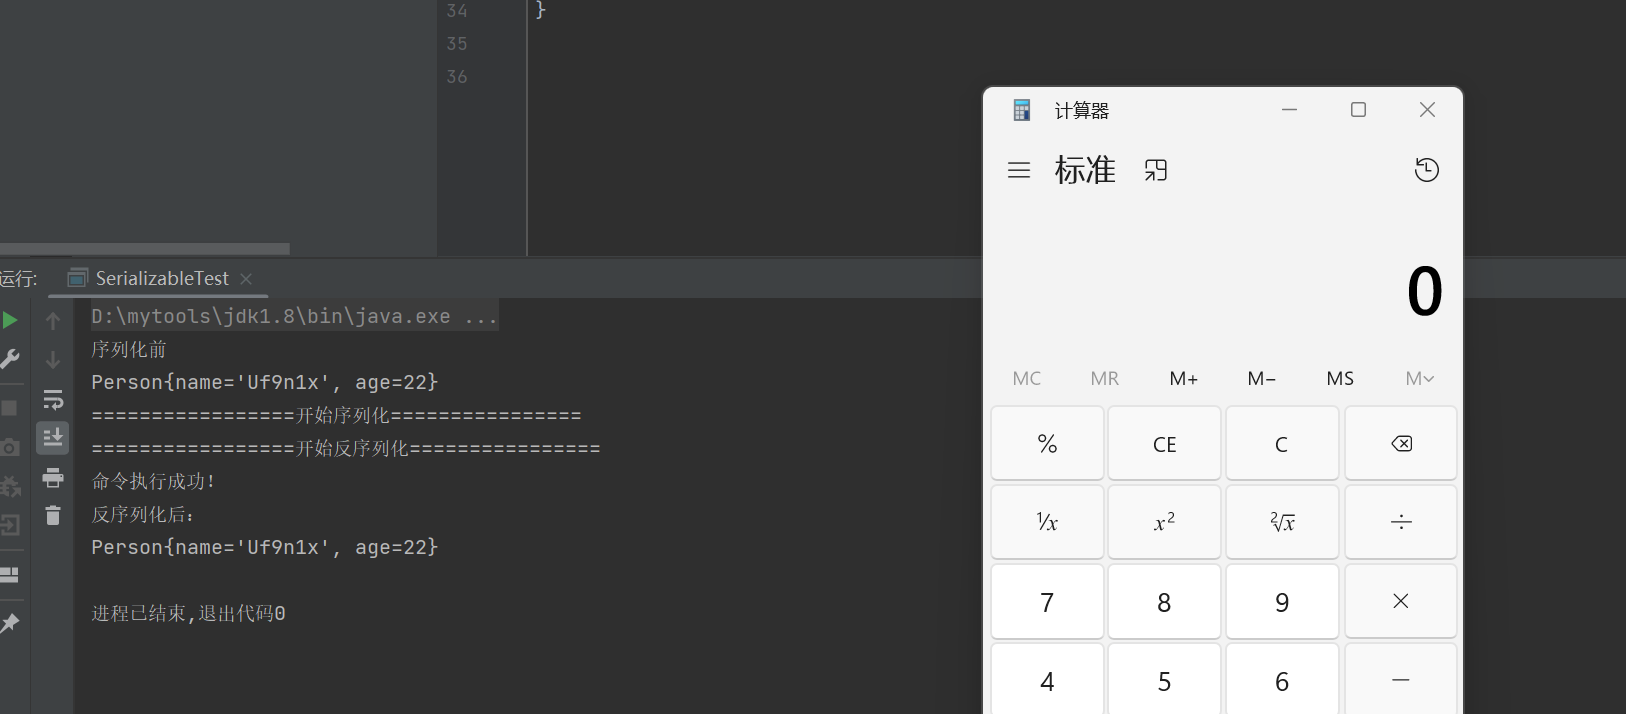 34 }
35
36
运行: SerializableTest
D:\mytools\jdk1.8\bin\java.exe ...
序列化前
Person{name='Uf9n1x', age=22}
=================开始序列化================
=================开始反序列化================
命令执行成功!
反序列化后:
Person{name='Uf9n1x', age=22}
进程已结束,退出代码0
计算器
标准
0
MC MR M+ M− MS M
% CE C
¹/x x² ²√x ÷
7 8 9 ×
4 5 6 −